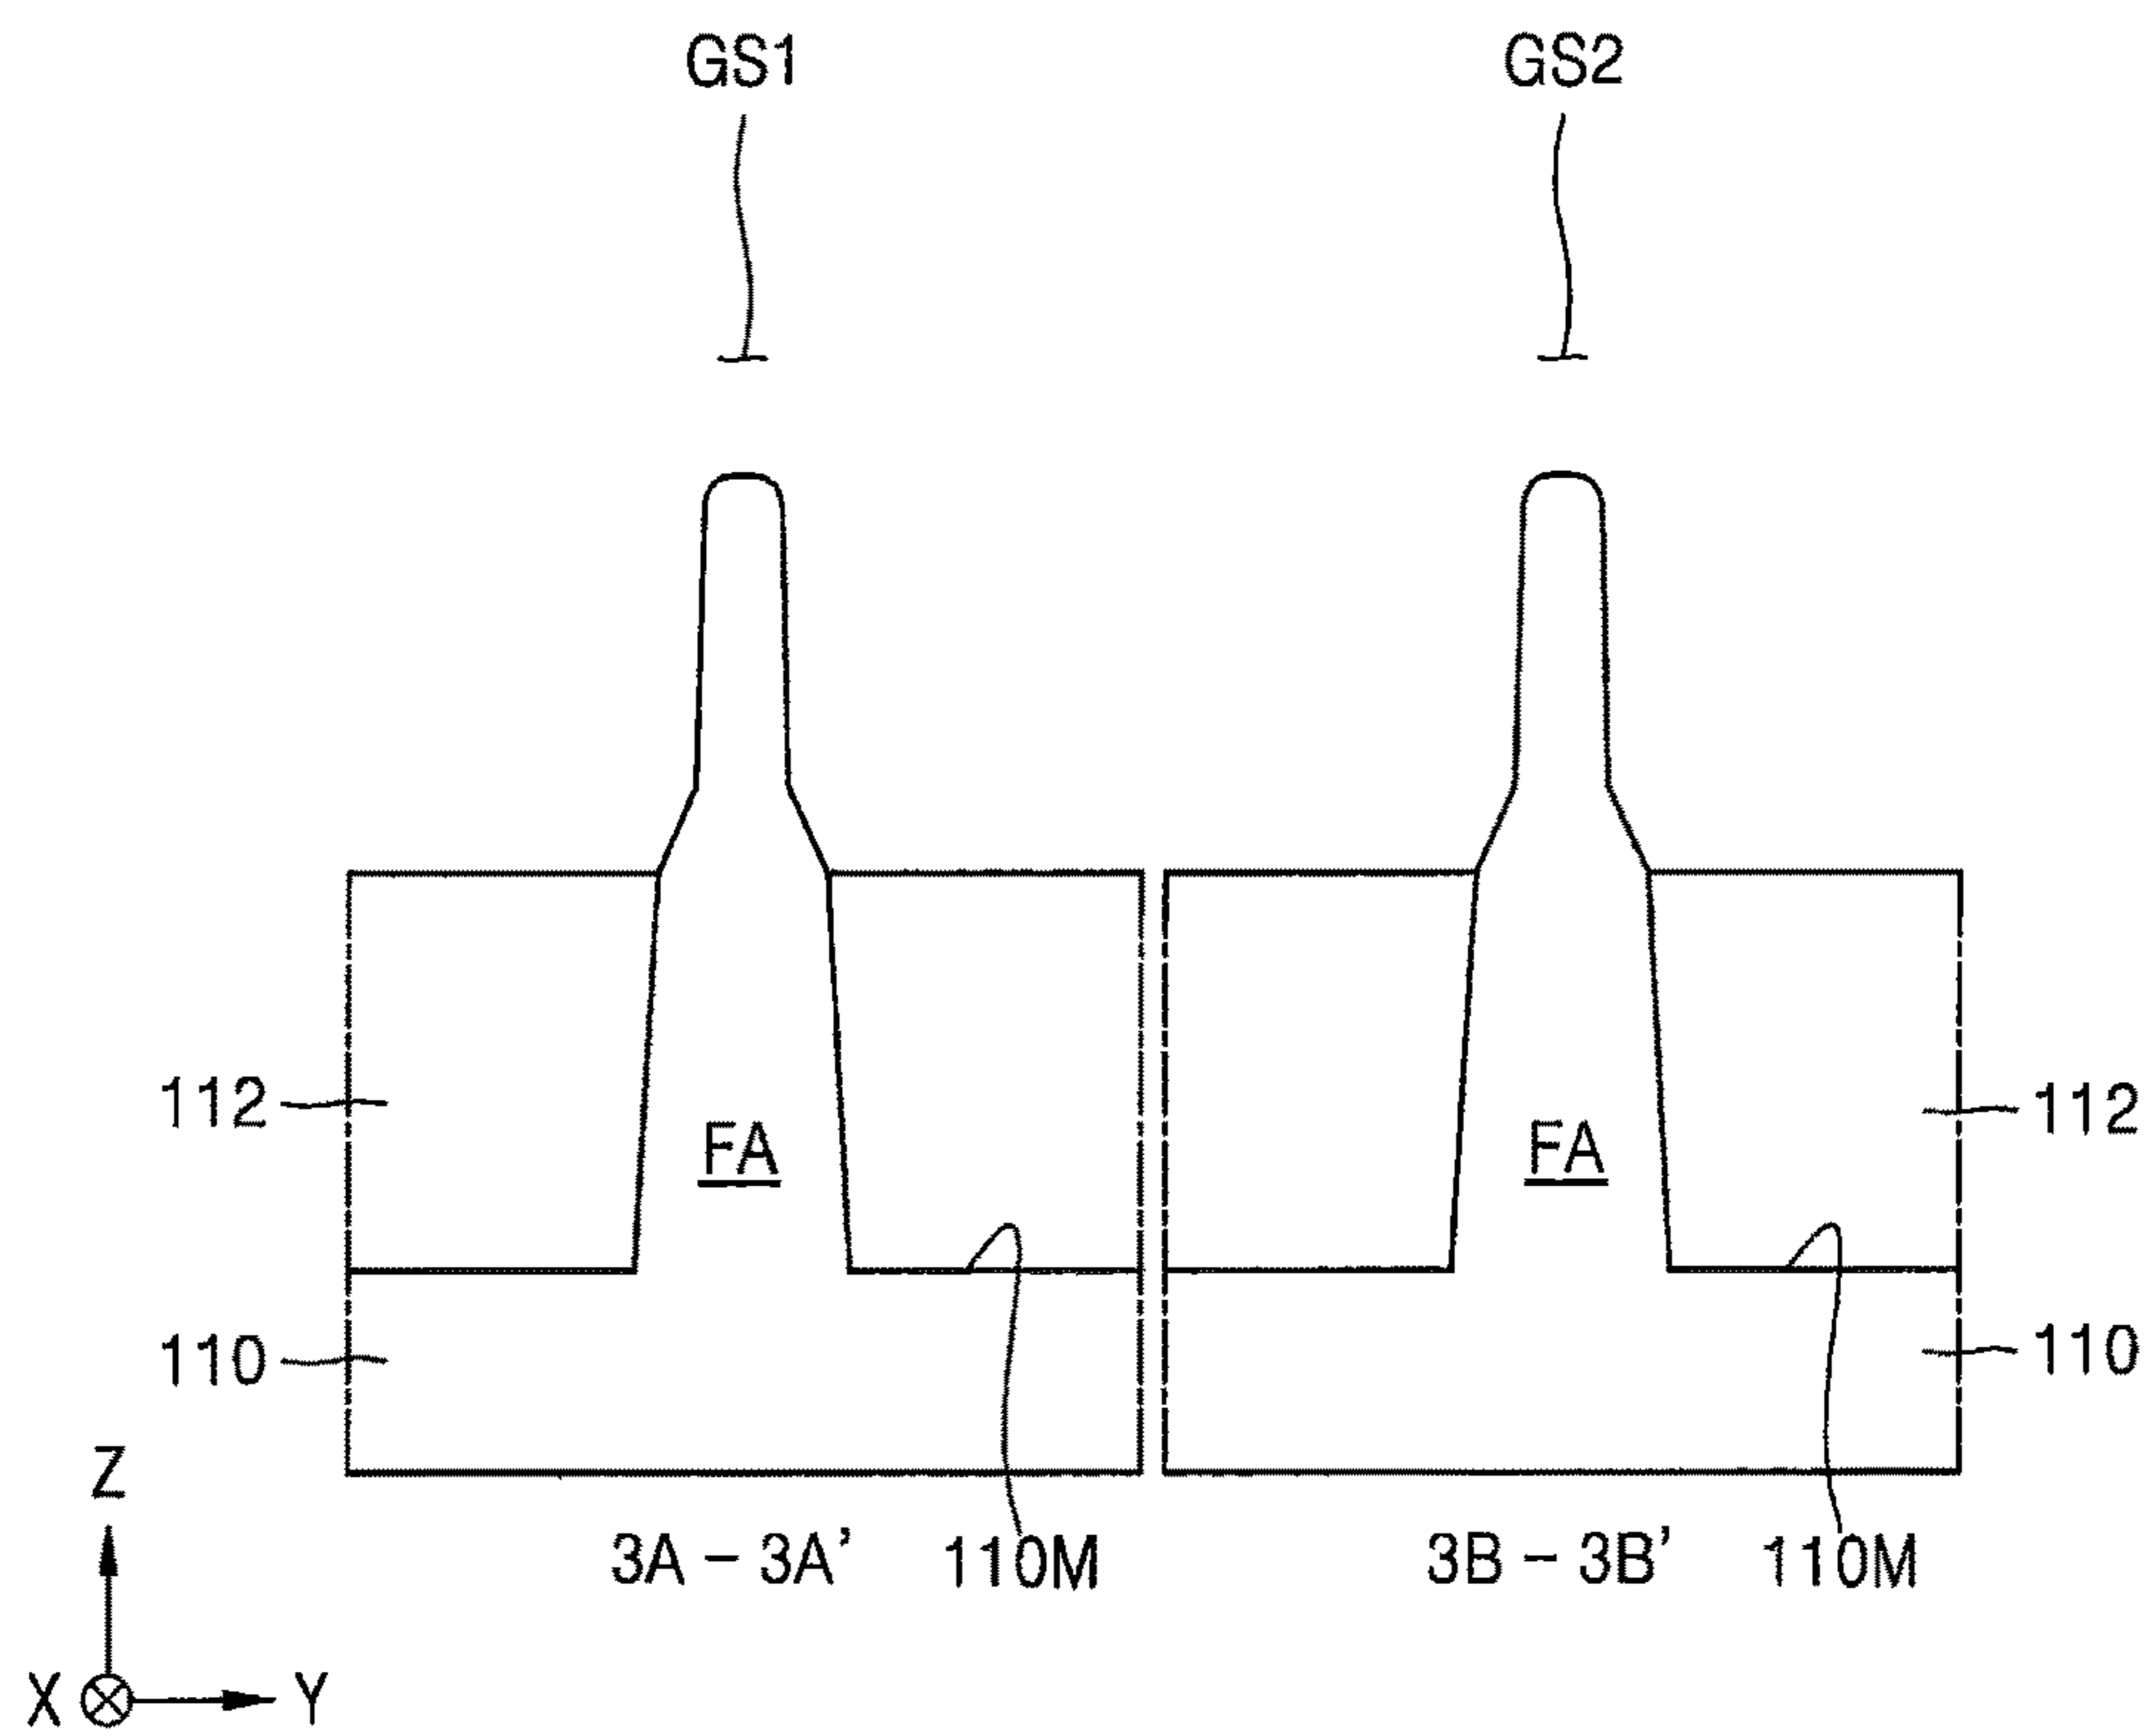 GS1 GS2
112 FA FA 112
110 110
Z
3A – 3A’ 110M 3B – 3B’ 110M
X Y